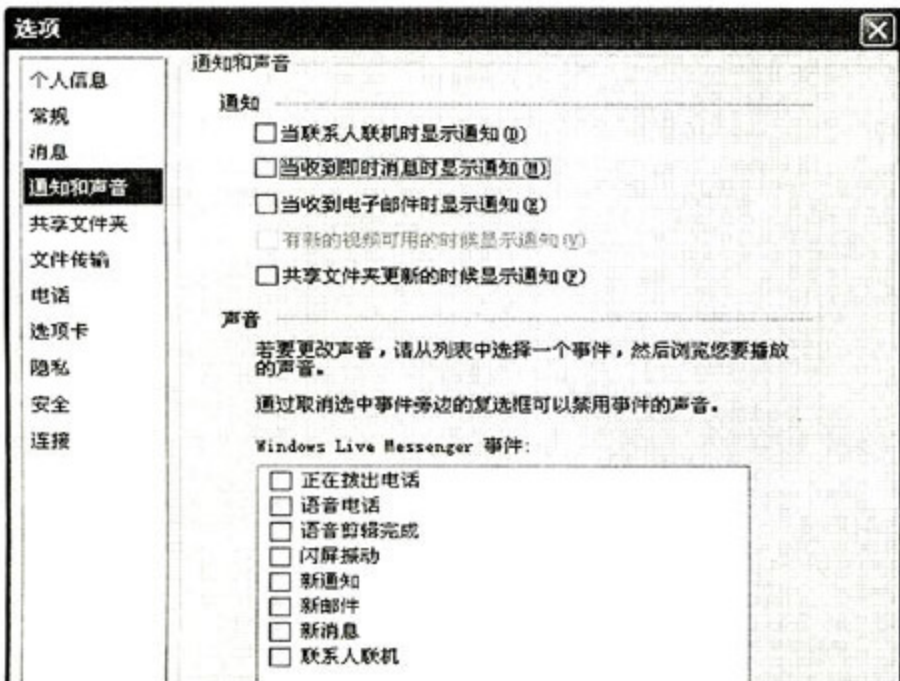 选项
个人信息
常规
消息
通知和声音
共享文件夹
文件传输
电话
选项卡
隐私
安全
连接
通知和声音
通知
当联系人联机时显示通知(D)
当收到即时消息时显示通知(M)
当收到电子邮件时显示通知(E)
有新的视频可用的时候显示通知(V)
共享文件夹更新的时候显示通知(F)
声音
若要更改声音，请从列表中选择一个事件，然后浏览您要播放
的声音。
通过取消选中事件旁边的复选框可以禁用事件的声音。
Windows Live Messenger 事件:
正在拨出电话
语音电话
语音剪辑完成
闪屏振动
新通知
新邮件
新消息
联系人联机